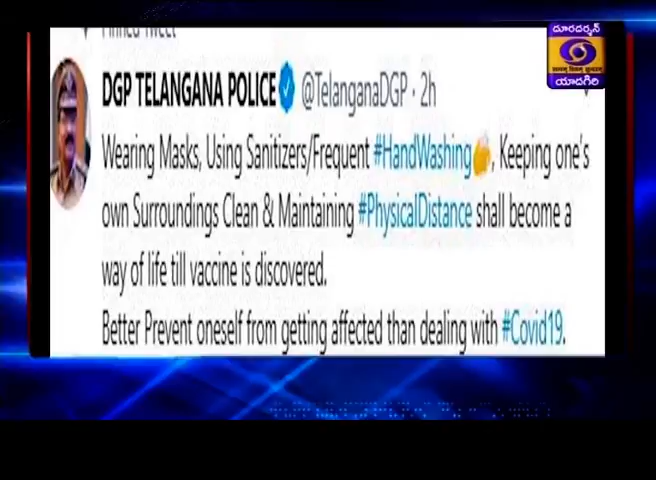 Pinned Tweet
దూరదర్శన్
యాదగిరి
DGP TELANGANA POLICE @TelanganaDGP · 2h
Wearing Masks, Using Sanitizers/Frequent #HandWashing, Keeping one's
own Surroundings Clean & Maintaining #PhysicalDistance shall become a
way of life till vaccine is discovered.
Better Prevent oneself from getting affected than dealing with #Covid19.